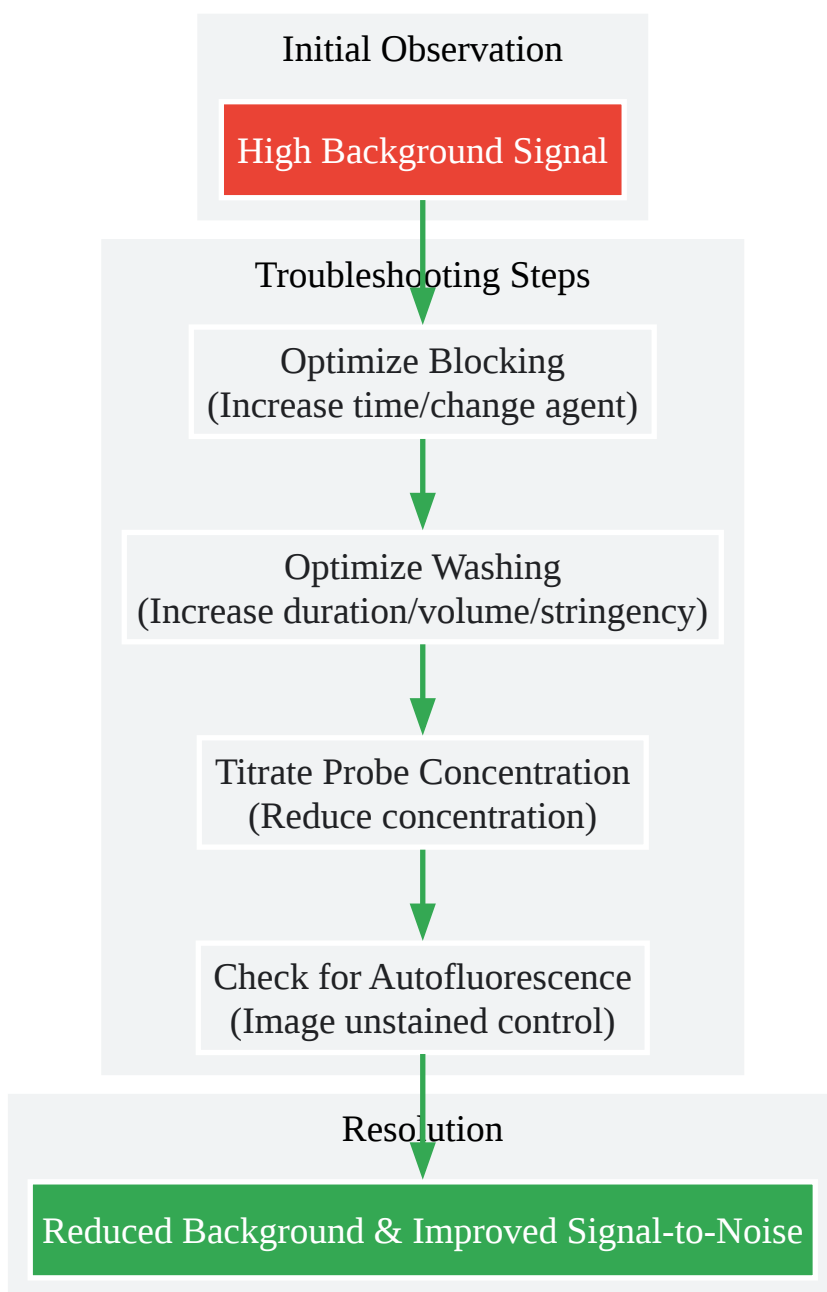 Initial Observation
High Background Signal
Troubleshooting Steps
Optimize Blocking
(Increase time/change agent)
Optimize Washing
(Increase duration/volume/stringency)
Titrate Probe Concentration
(Reduce concentration)
Check for Autofluorescence
(Image unstained control)
Resolution
Reduced Background & Improved Signal-to-Noise